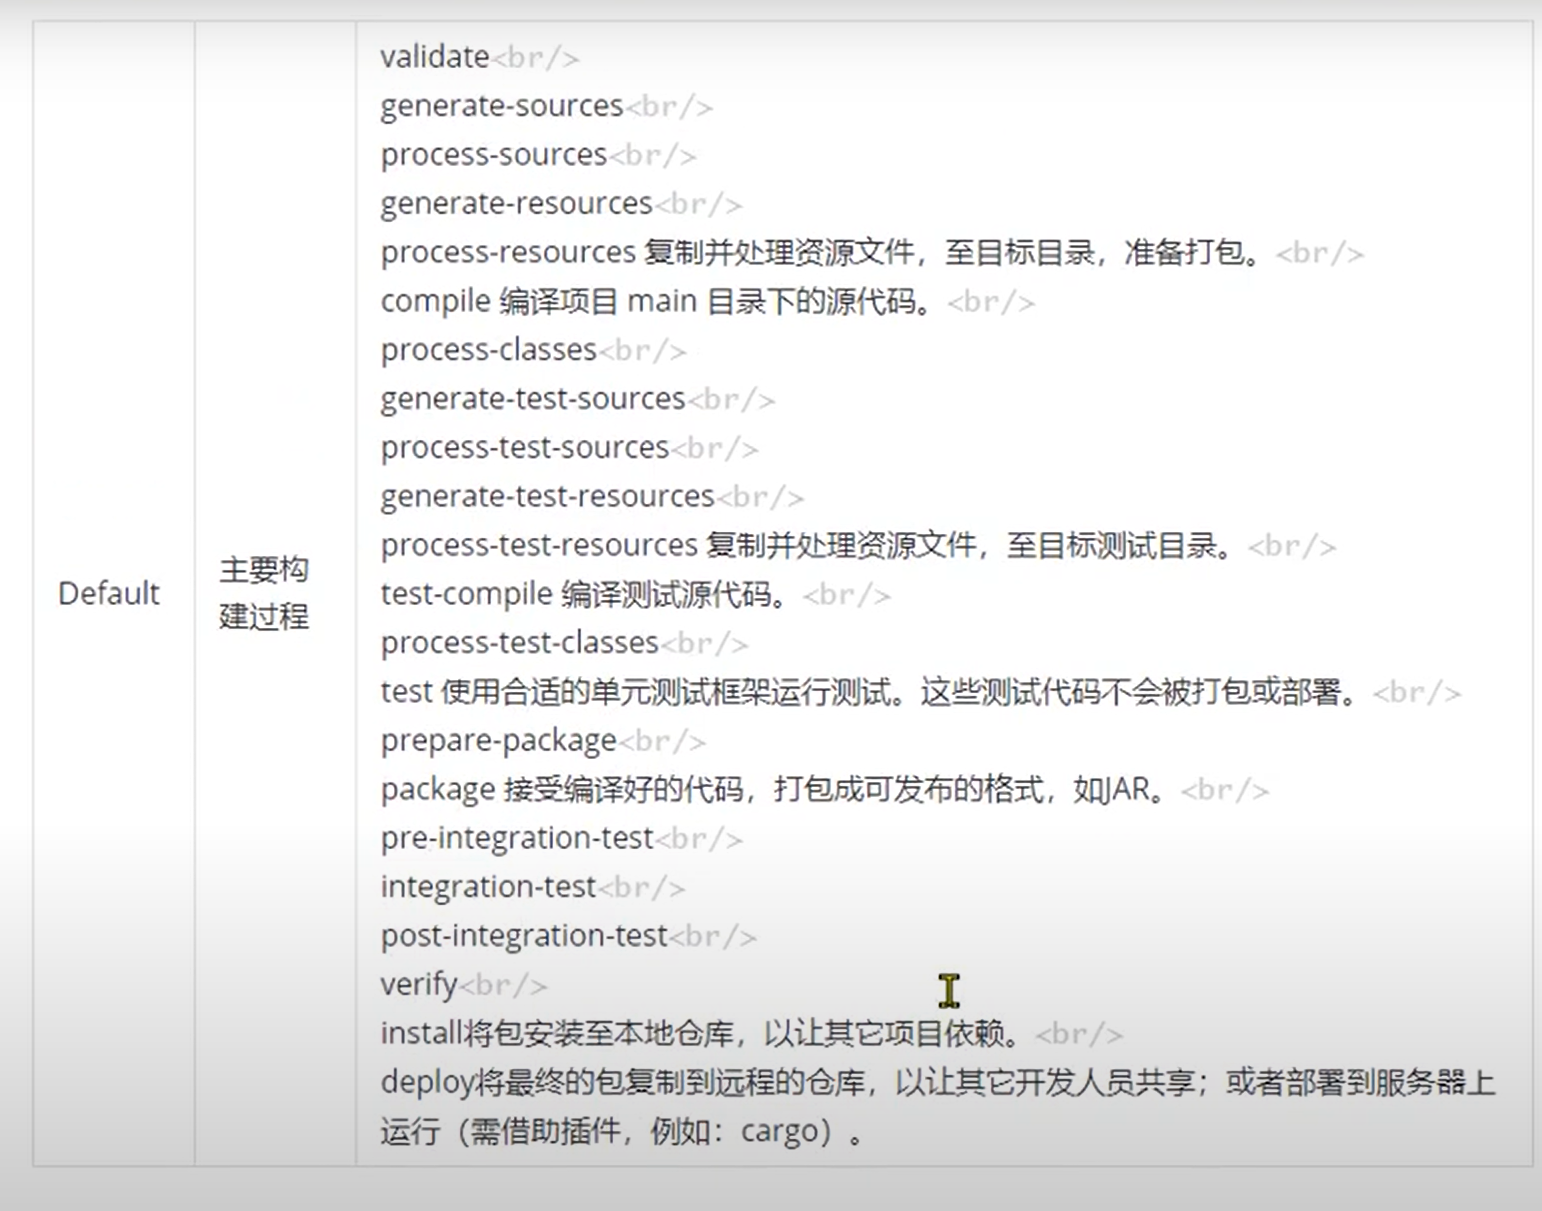 validate<br/>
generate-sources<br/>
process-sources<br/>
generate-resources<br/>
process-resources 复制并处理资源文件，至目标目录，准备打包。<br/>
compile 编译项目 main 目录下的源代码。<br/>
process-classes<br/>
generate-test-sources<br/>
process-test-sources<br/>
generate-test-resources<br/>
process-test-resources 复制并处理资源文件，至目标测试目录。<br/>
Default
主要构
建过程
test-compile 编译测试源代码。<br/>
process-test-classes<br/>
test 使用合适的单元测试框架运行测试。这些测试代码不会被打包或部署。<br/>
prepare-package<br/>
package 接受编译好的代码，打包成可发布的格式，如JAR。<br/>
pre-integration-test<br/>
integration-test<br/>
post-integration-test<br/>
verify<br/>
install将包安装至本地仓库，以让其它项目依赖。<br/>
deploy将最终的包复制到远程的仓库，以让其它开发人员共享；或者部署到服务器上
运行（需借助插件，例如：cargo）。